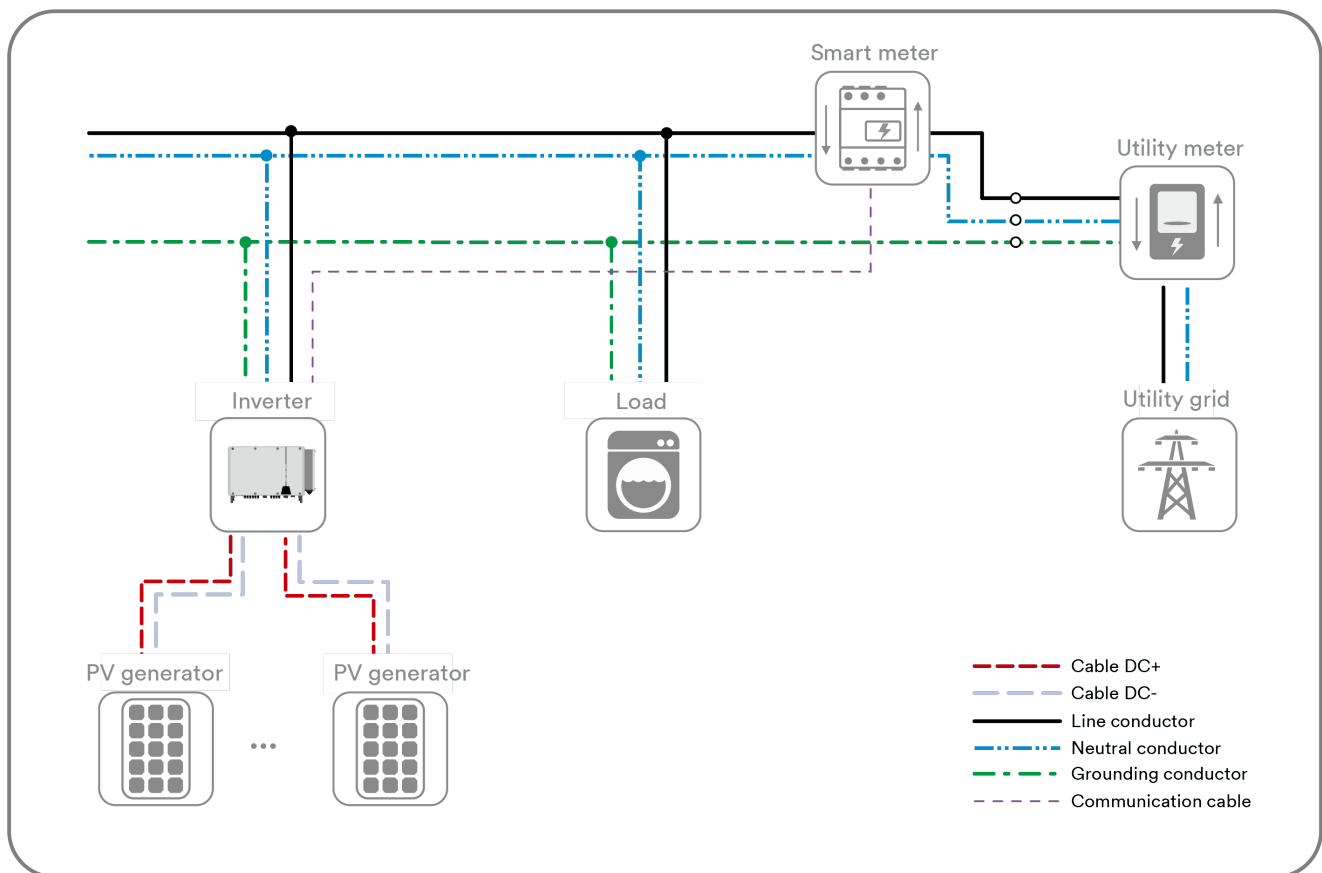 Smart meter
Utility meter
Inverter
Load
Utility grid
PV generator
PV generator
Cable DC+
Cable DC-
Line conductor
Neutral conductor
Grounding conductor
Communication cable